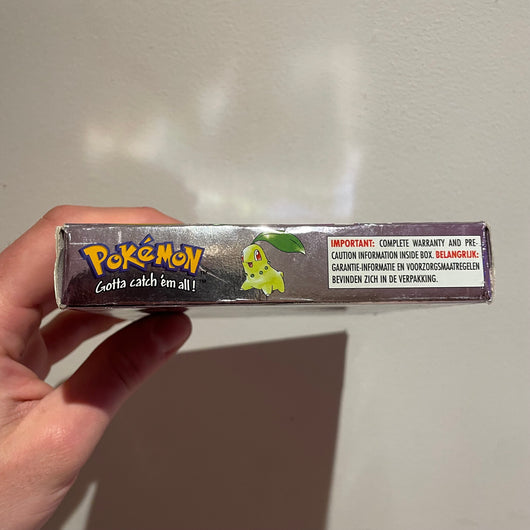 POKéMON
Gotta catch 'em all!
IMPORTANT: COMPLETE WARRANTY AND PRE-
CAUTION INFORMATION INSIDE BOX. BELANGRIJK:
GARANTIE-INFORMATIE EN VOORZORGSMAATREGELEN
BEVINDEN ZICH IN DE VERPAKKING.